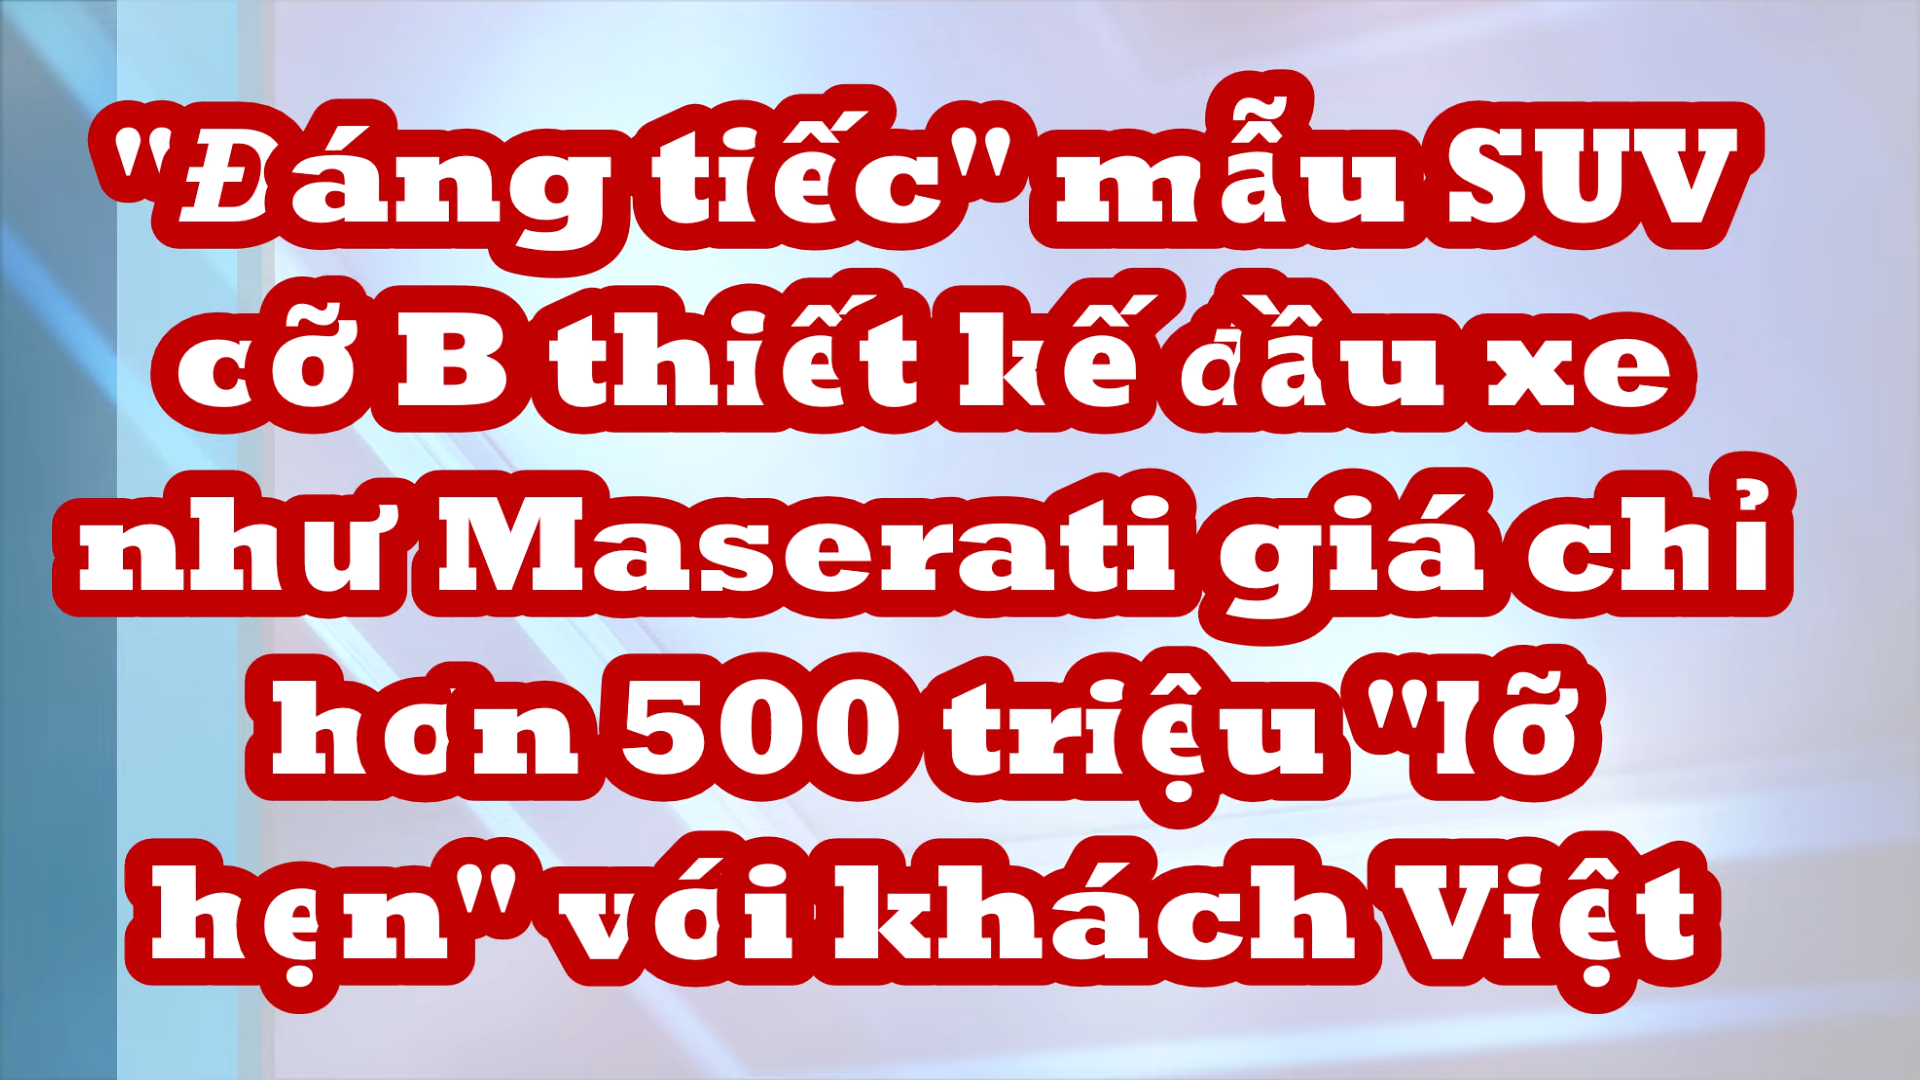 "Đáng tiếc" mẫu SUV
cỡ B thiết kế đầu xe
như Maserati giá chỉ
hơn 500 triệu "lỡ
hẹn" với khách Việt